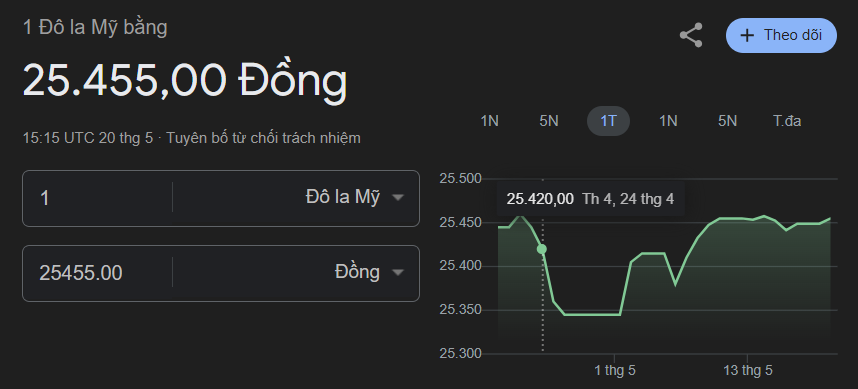 1 Đô la Mỹ bằng
25.455,00 Đồng
15:15 UTC 20 thg 5 · Tuyên bố từ chối trách nhiệm
1 Đô la Mỹ
25455.00 Đồng
+ Theo dõi
1N 5N 1T 1N 5N T.đa
25.500
25.420,00 Th 4, 24 thg 4
25.450
25.400
25.350
25.300
1 thg 5 13 thg 5